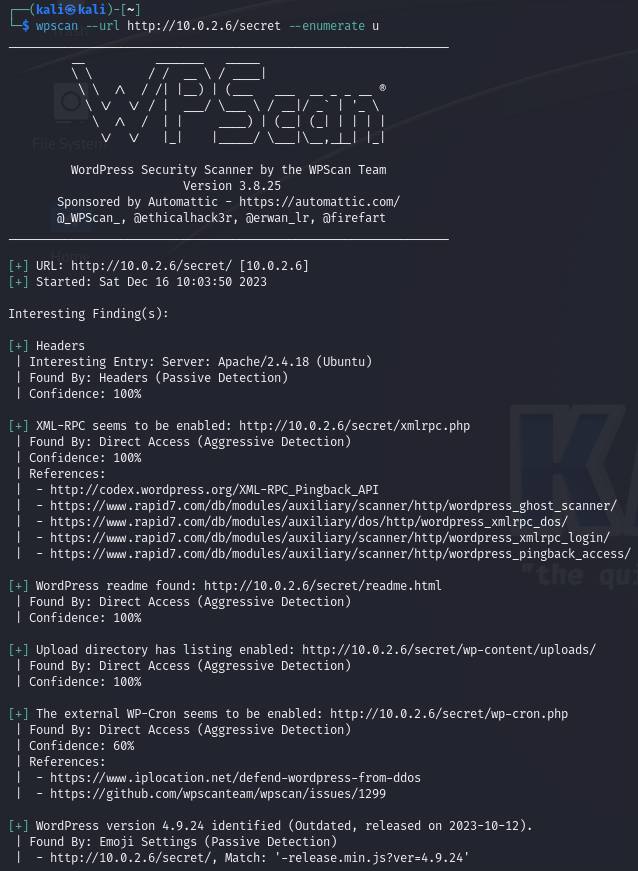 ┌──(kali㉿kali)-[~]
└─$ wpscan --url http://10.0.2.6/secret --enumerate u
WPScan ®
WordPress Security Scanner by the WPScan Team
Version 3.8.25
Sponsored by Automattic - https://automattic.com/
@_WPScan_, @ethicalhack3r, @erwan_lr, @firefart
[+] URL: http://10.0.2.6/secret/ [10.0.2.6]
[+] Started: Sat Dec 16 10:03:50 2023
Interesting Finding(s):
[+] Headers
| Interesting Entry: Server: Apache/2.4.18 (Ubuntu)
| Found By: Headers (Passive Detection)
| Confidence: 100%
[+] XML-RPC seems to be enabled: http://10.0.2.6/secret/xmlrpc.php
| Found By: Direct Access (Aggressive Detection)
| Confidence: 100%
| References:
|  - http://codex.wordpress.org/XML-RPC_Pingback_API
|  - https://www.rapid7.com/db/modules/auxiliary/scanner/http/wordpress_ghost_scanner/
|  - https://www.rapid7.com/db/modules/auxiliary/dos/http/wordpress_xmlrpc_dos/
|  - https://www.rapid7.com/db/modules/auxiliary/scanner/http/wordpress_xmlrpc_login/
|  - https://www.rapid7.com/db/modules/auxiliary/scanner/http/wordpress_pingback_access/
[+] WordPress readme found: http://10.0.2.6/secret/readme.html
| Found By: Direct Access (Aggressive Detection)
| Confidence: 100%
[+] Upload directory has listing enabled: http://10.0.2.6/secret/wp-content/uploads/
| Found By: Direct Access (Aggressive Detection)
| Confidence: 100%
[+] The external WP-Cron seems to be enabled: http://10.0.2.6/secret/wp-cron.php
| Found By: Direct Access (Aggressive Detection)
| Confidence: 60%
| References:
|  - https://www.iplocation.net/defend-wordpress-from-ddos
|  - https://github.com/wpscanteam/wpscan/issues/1299
[+] WordPress version 4.9.24 identified (Outdated, released on 2023-10-12).
| Found By: Emoji Settings (Passive Detection)
|  - http://10.0.2.6/secret/, Match: '-release.min.js?ver=4.9.24'
File System
Home
"the qui